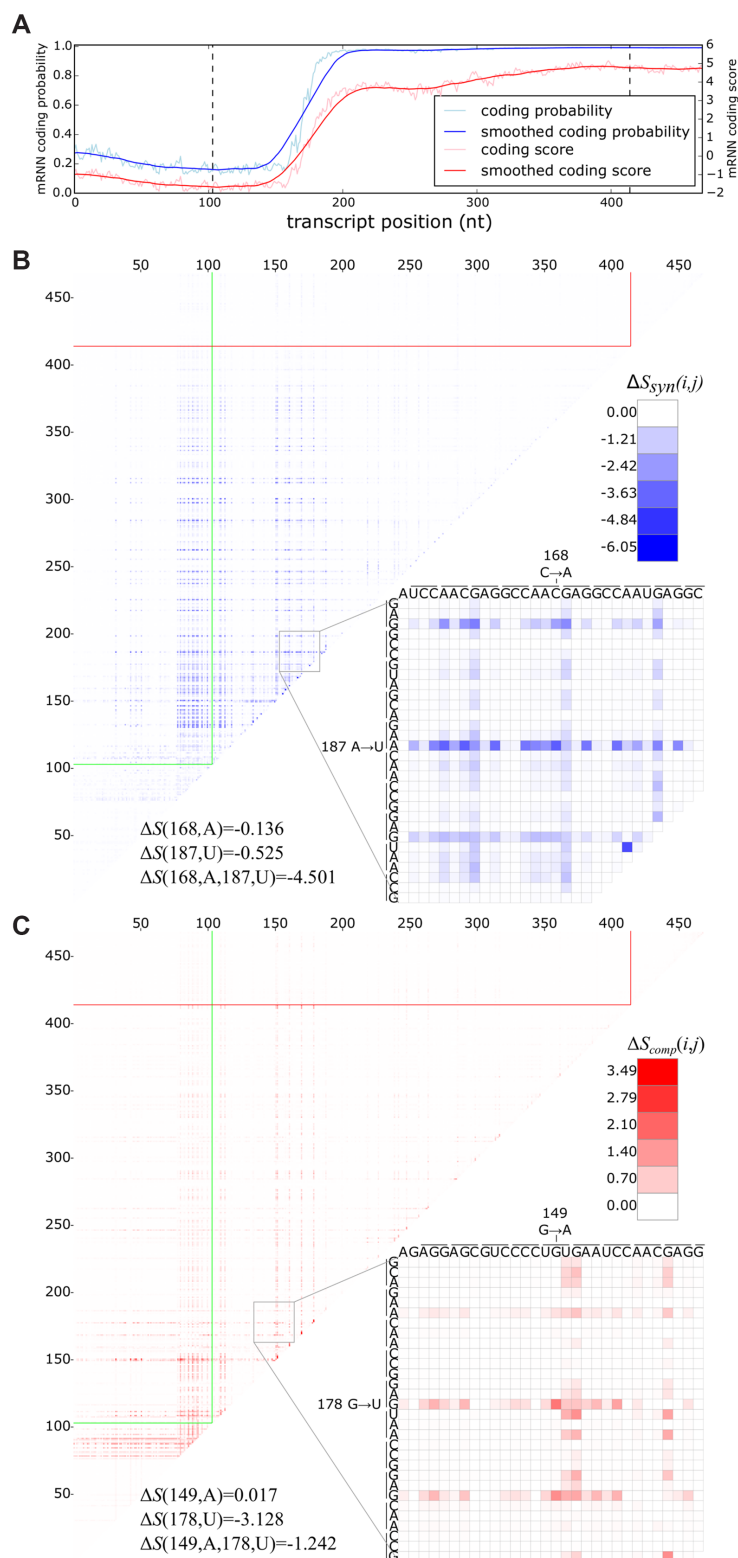 A
mRNN coding probability
1.0
0.8
0.6
0.4
0.2
0.0
6
5
4
3
2
1
0
−1
−2
mRNN coding score
coding probability
smoothed coding probability
coding score
smoothed coding score
0 100 200 300 400
transcript position (nt)
B
50 100 150 200 250 300 350 400 450
450
400
350
300
250
200
150
100
50
ΔSsyn(i,j)
0.00
-1.21
-2.42
-3.63
-4.84
-6.05
168
C→A
AUCCAACGAGGCCAACGAGGCCAAUGAGGC
GAGGCCGUAGCAGAACAACCGGAGUAACCG
187 A→U
ΔS(168,A)=-0.136
ΔS(187,U)=-0.525
ΔS(168,A,187,U)=-4.501
C
50 100 150 200 250 300 350 400 450
450
400
350
300
250
200
150
100
50
ΔScomp(i,j)
3.49
2.79
2.10
1.40
0.70
0.00
149
G→A
AGAGGAGCGUCCCCUGUGAAUCCAACGAGG
GCAGAACAACCGGAGUAACCGGAGCAACCG
178 G→U
ΔS(149,A)=0.017
ΔS(178,U)=-3.128
ΔS(149,A,178,U)=-1.242